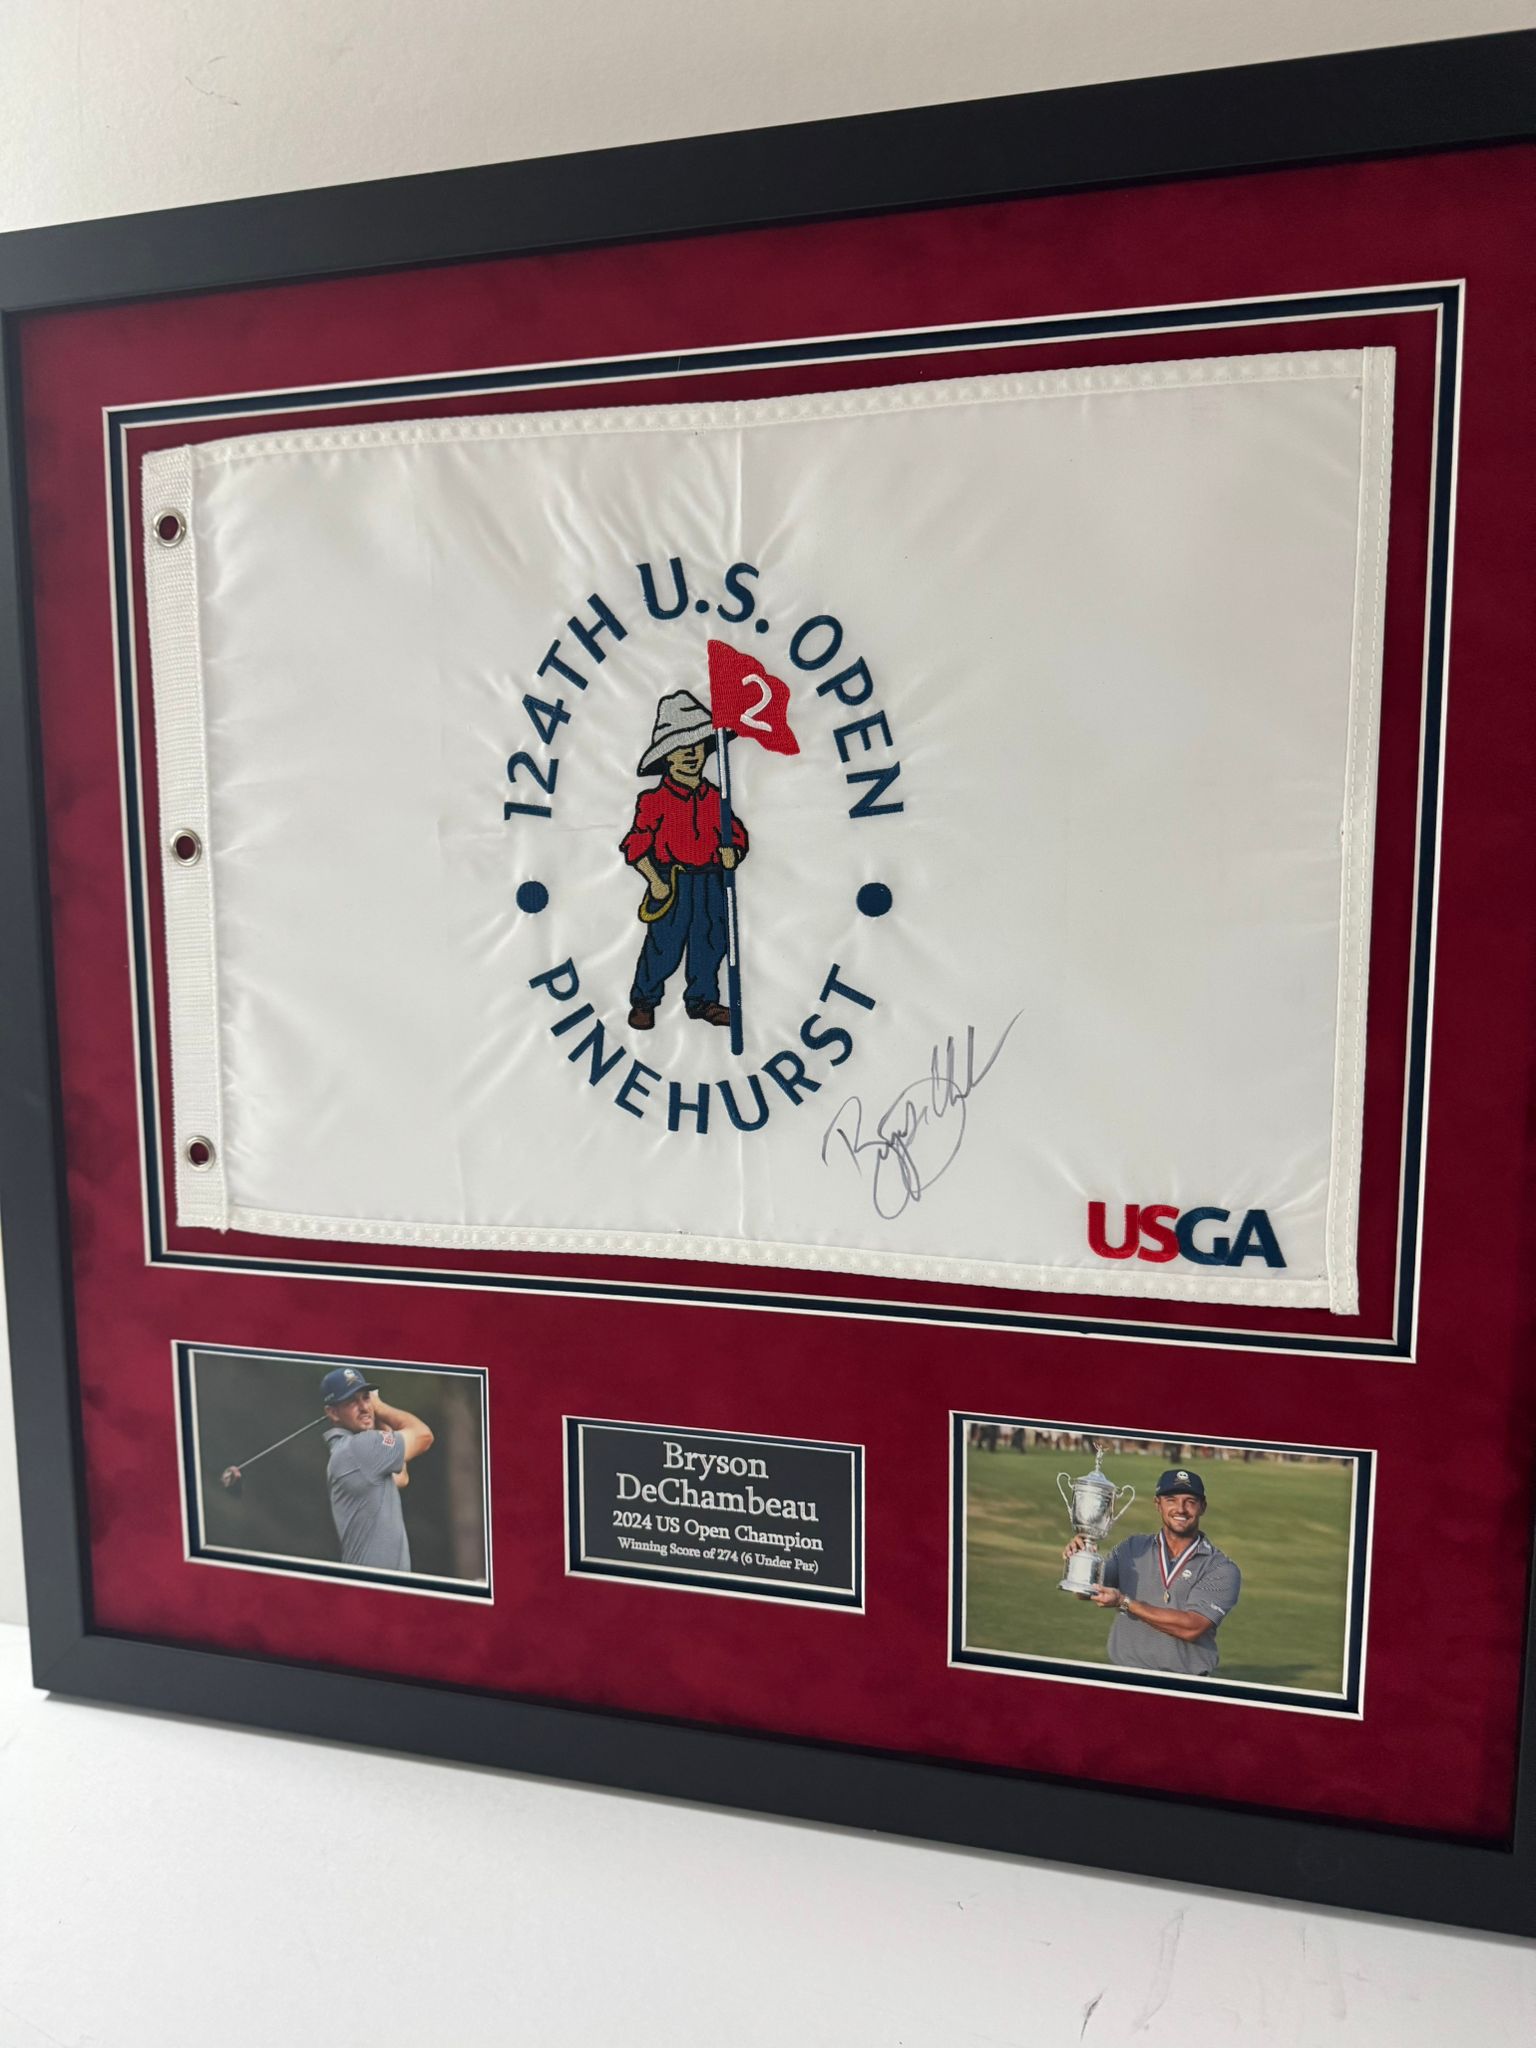 124TH U.S. OPEN
2
PINEHURST
USGA
Bryson
DeChambeau
2024 US Open Champion
Winning Score of 274 (6 Under Par)